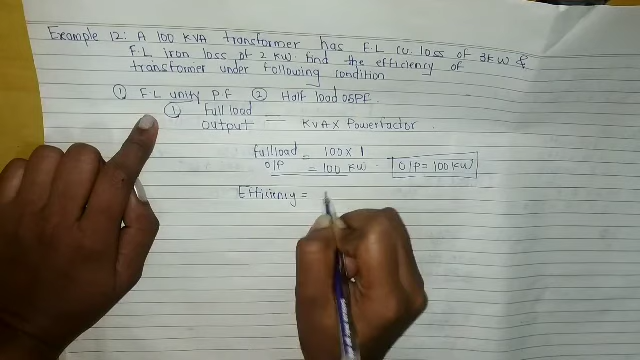 Example 12: A 100 KVA transformer has F.L cu loss of 3KW &
F.L Iron loss of 2 KW find the efficiency of
transformer under following condition
① F.L unity P.F ② Half load 0.8PF
① Full load output = KVA X Powerfactor
Full load O/P = 100 X 1
= 100 KW
O/P = 100 KW
Efficiency =